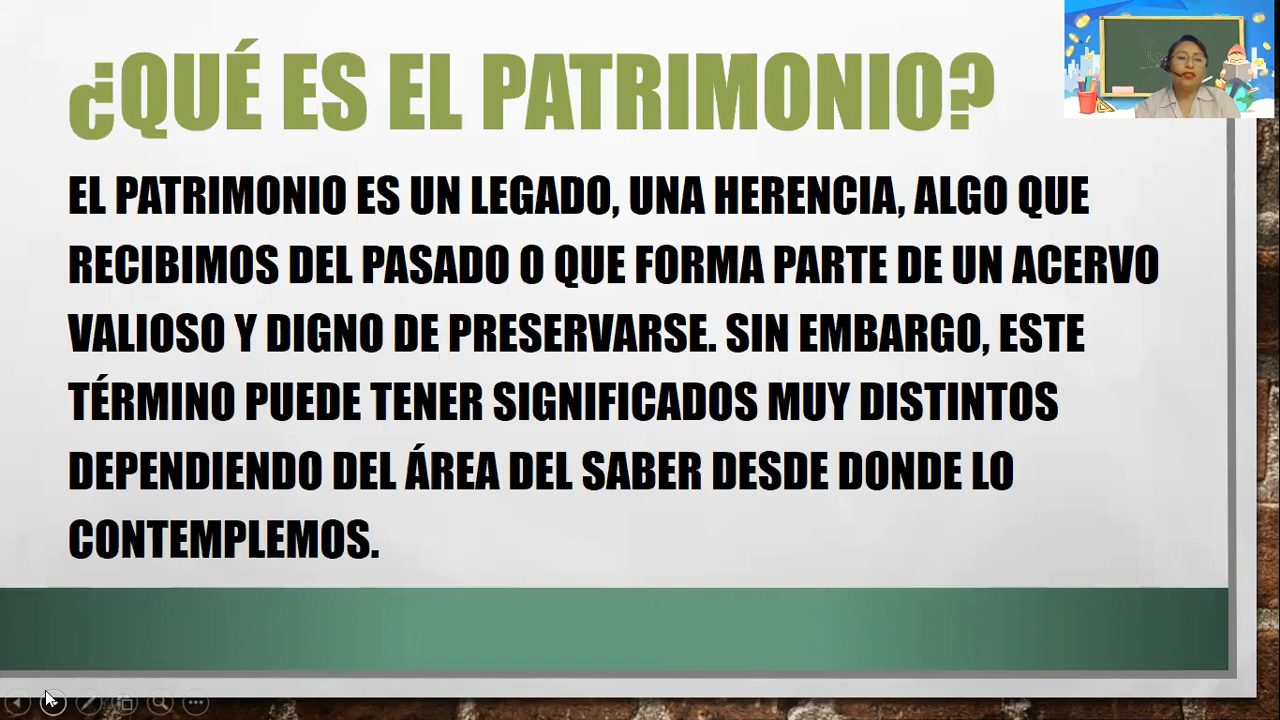 ¿QUÉ ES EL PATRIMONIO?
EL PATRIMONIO ES UN LEGADO, UNA HERENCIA, ALGO QUE
RECIBIMOS DEL PASADO O QUE FORMA PARTE DE UN ACERVO
VALIOSO Y DIGNO DE PRESERVARSE. SIN EMBARGO, ESTE
TÉRMINO PUEDE TENER SIGNIFICADOS MUY DISTINTOS
DEPENDIENDO DEL ÁREA DEL SABER DESDE DONDE LO
CONTEMPLEMOS.